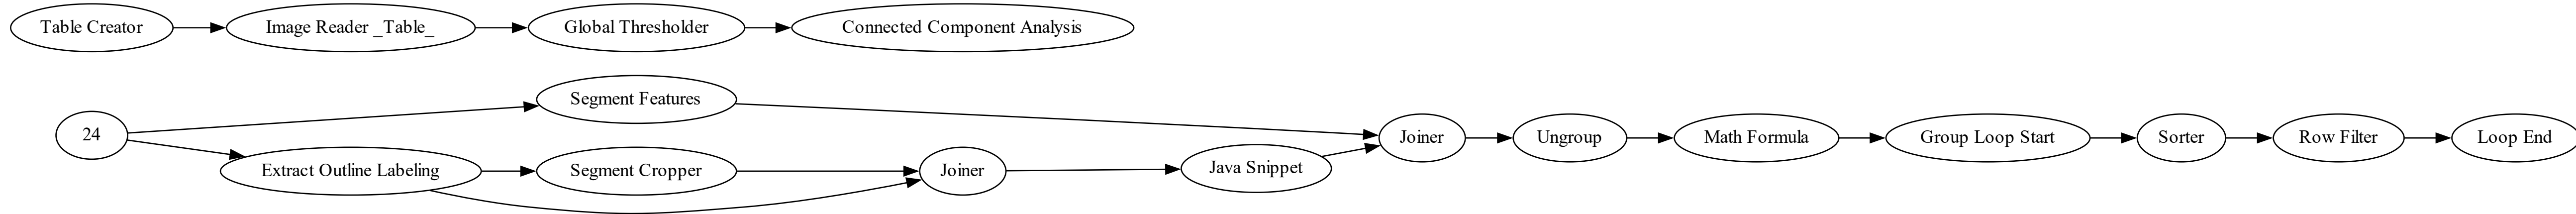 Table Creator
Image Reader _Table_
Global Thresholder
Connected Component Analysis
24
Segment Features
Extract Outline Labeling
Segment Cropper
Joiner
Java Snippet
Joiner
Ungroup
Math Formula
Group Loop Start
Sorter
Row Filter
Loop End